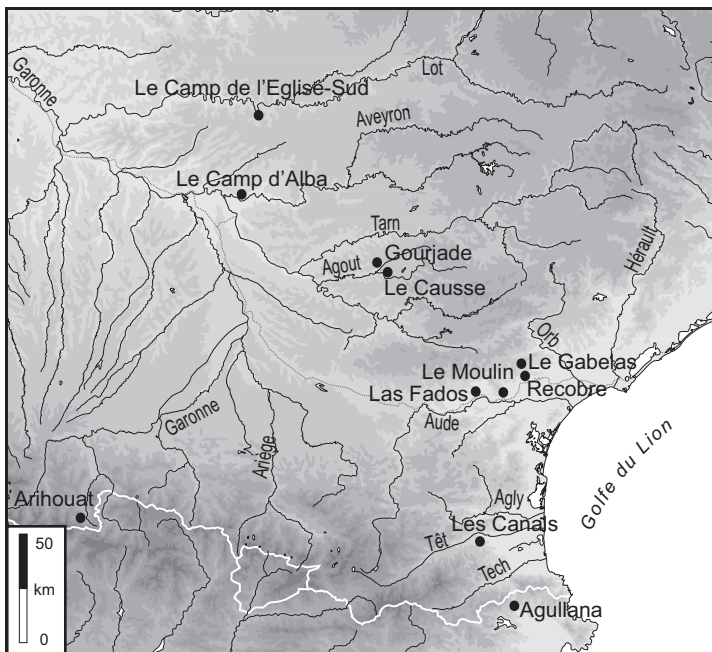 Garonne
Lot
Le Camp de l'Eglise-Sud
Aveyron
Le Camp d'Alba
Tarn
Hérault
Agout
Gourjade
Le Causse
Orb
Le Gabelas
Le Moulin
Las Fados
Recobre
Garonne
Aude
Ariège
Golfe du Lion
Arihouat
Agly
Les Canals
Têt
Tech
50
km
0
Agullana